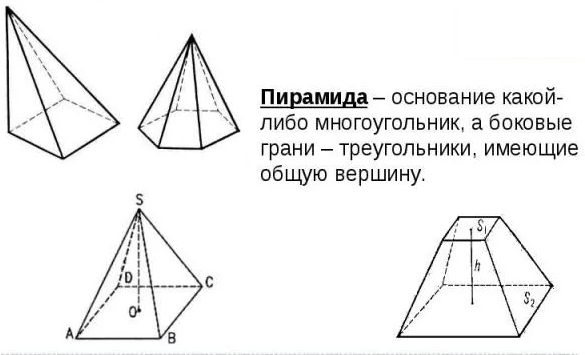 Пирамида – основание какой-
либо многоугольник, а боковые
грани – треугольники, имеющие
общую вершину.
S
D
C
O
A
B
S₁
h
S₂